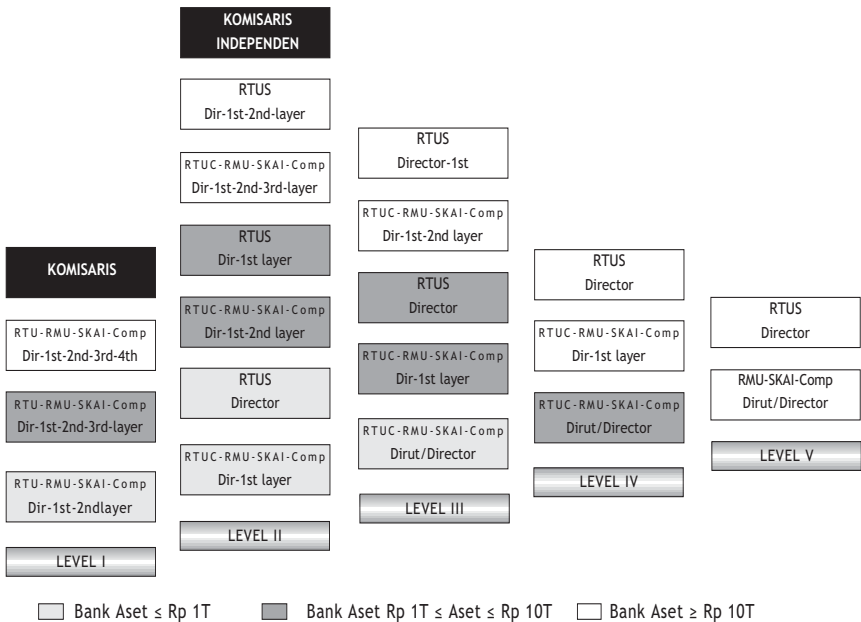 KOMISARIS
INDEPENDEN
RTUS
Dir-1st-2nd-layer
RTUC-RMU-SKAI-Comp
Dir-1st-2nd-3rd-layer
RTUS
Dir-1st layer
RTUC-RMU-SKAI-Comp
Dir-1st-2nd layer
RTUS
Director
RTUC-RMU-SKAI-Comp
Dir-1st layer
LEVEL II
KOMISARIS
RTU-RMU-SKAI-Comp
Dir-1st-2nd-3rd-4th
RTU-RMU-SKAI-Comp
Dir-1st-2nd-3rd-layer
RTU-RMU-SKAI-Comp
Dir-1st-2ndlayer
LEVEL I
RTUS
Director-1st
RTUC-RMU-SKAI-Comp
Dir-1st-2nd layer
RTUS
Director
RTUC-RMU-SKAI-Comp
Dir-1st layer
RTUC-RMU-SKAI-Comp
Dirut/Director
LEVEL III
RTUS
Director
RTUC-RMU-SKAI-Comp
Dir-1st layer
RTUC-RMU-SKAI-Comp
Dirut/Director
LEVEL IV
RTUS
Director
RMU-SKAI-Comp
Dirut/Director
LEVEL V
Bank Aset ≤ Rp 1T
Bank Aset Rp 1T ≤ Aset ≤ Rp 10T
Bank Aset ≥ Rp 10T